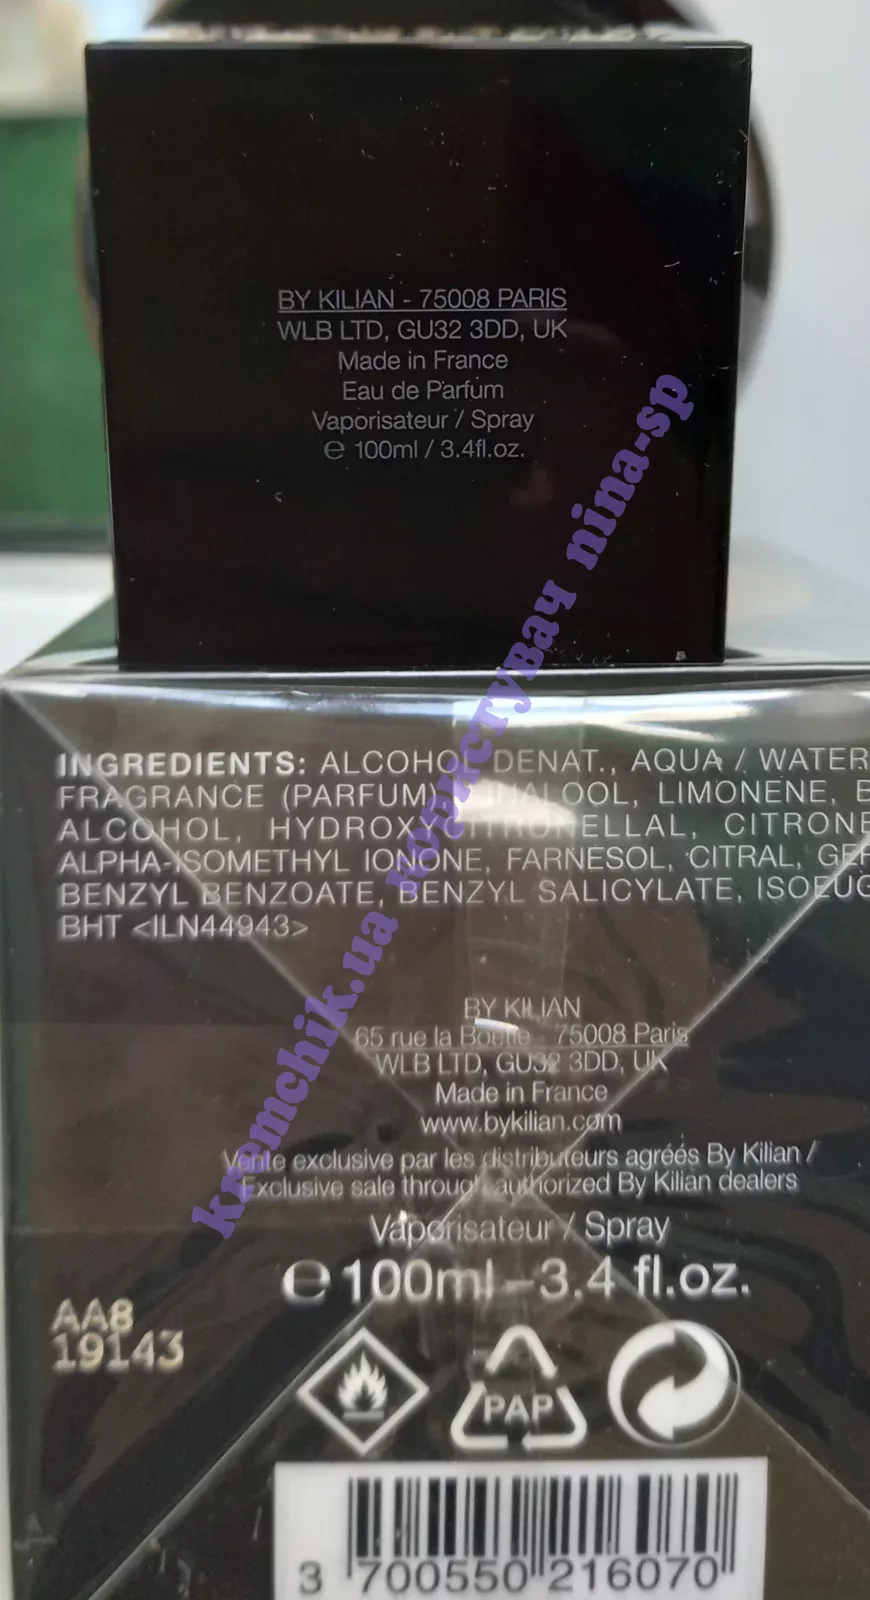 BY KILIAN - 75008 PARIS
WLB LTD, GU32 3DD, UK
Made in France
Eau de Parfum
Vaporisateur / Spray
℮ 100ml / 3.4fl.oz.
kremchik.ua користувач nina-sp
INGREDIENTS: ALCOHOL DENAT., AQUA / WATER
FRAGRANCE (PARFUM) LINALOOL, LIMONENE, B
ALCOHOL, HYDROXYCITRONELLAL, CITRONE
ALPHA-ISOMETHYL IONONE, FARNESOL, CITRAL, GER
BENZYL BENZOATE, BENZYL SALICYLATE, ISOEUG
BHT <ILN44943>
BY KILIAN
65 rue la Boétie - 75008 Paris
WLB LTD, GU32 3DD, UK
Made in France
www.bykilian.com
Vente exclusive par les distributeurs agréés By Kilian /
Exclusive sale through authorized By Kilian dealers
Vaporisateur / Spray
℮ 100ml – 3.4 fl.oz.
AA8
19143
PAP
3 700550 216070